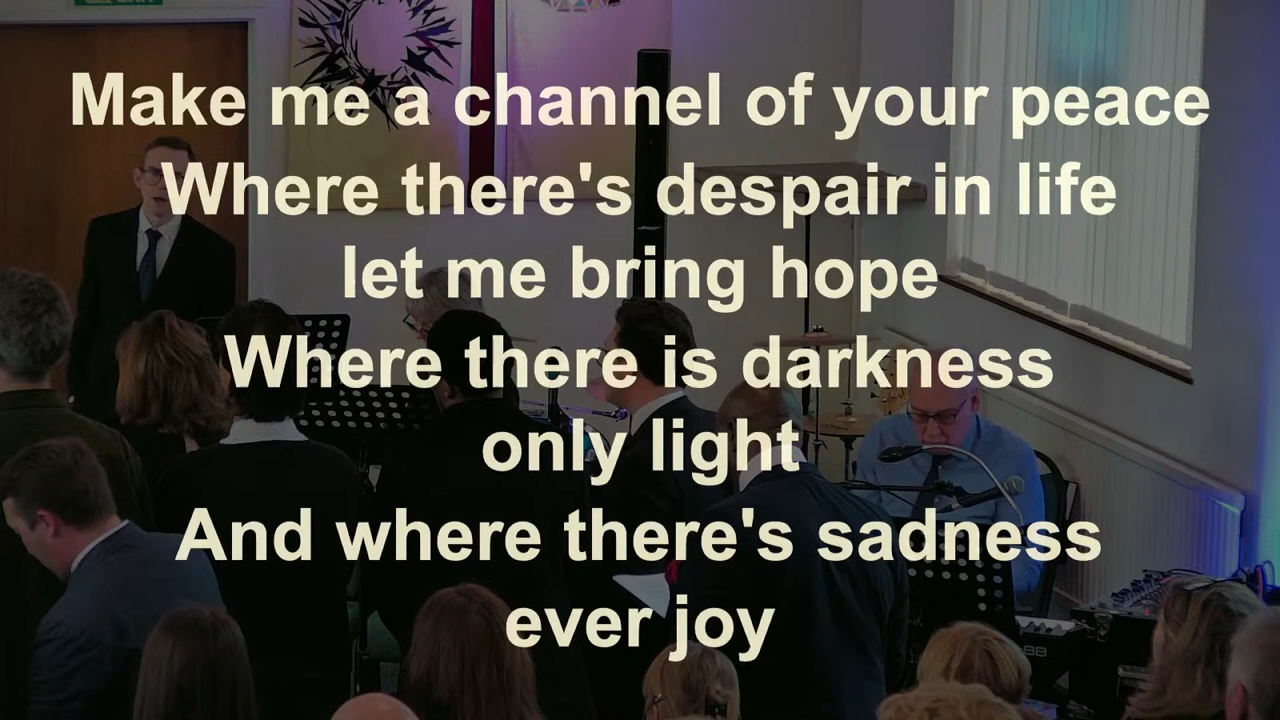 Make me a channel of your peace
Where there's despair in life
let me bring hope
Where there is darkness
only light
And where there's sadness
ever joy